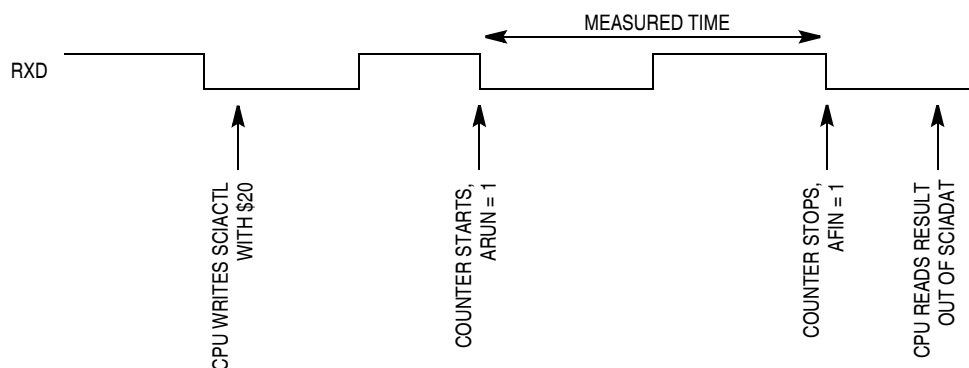 MEASURED TIME
RXD
CPU WRITES SCIACTL
WITH $20
COUNTER STARTS,
ARUN = 1
COUNTER STOPS,
AFIN = 1
CPU READS RESULT
OUT OF SCIADAT